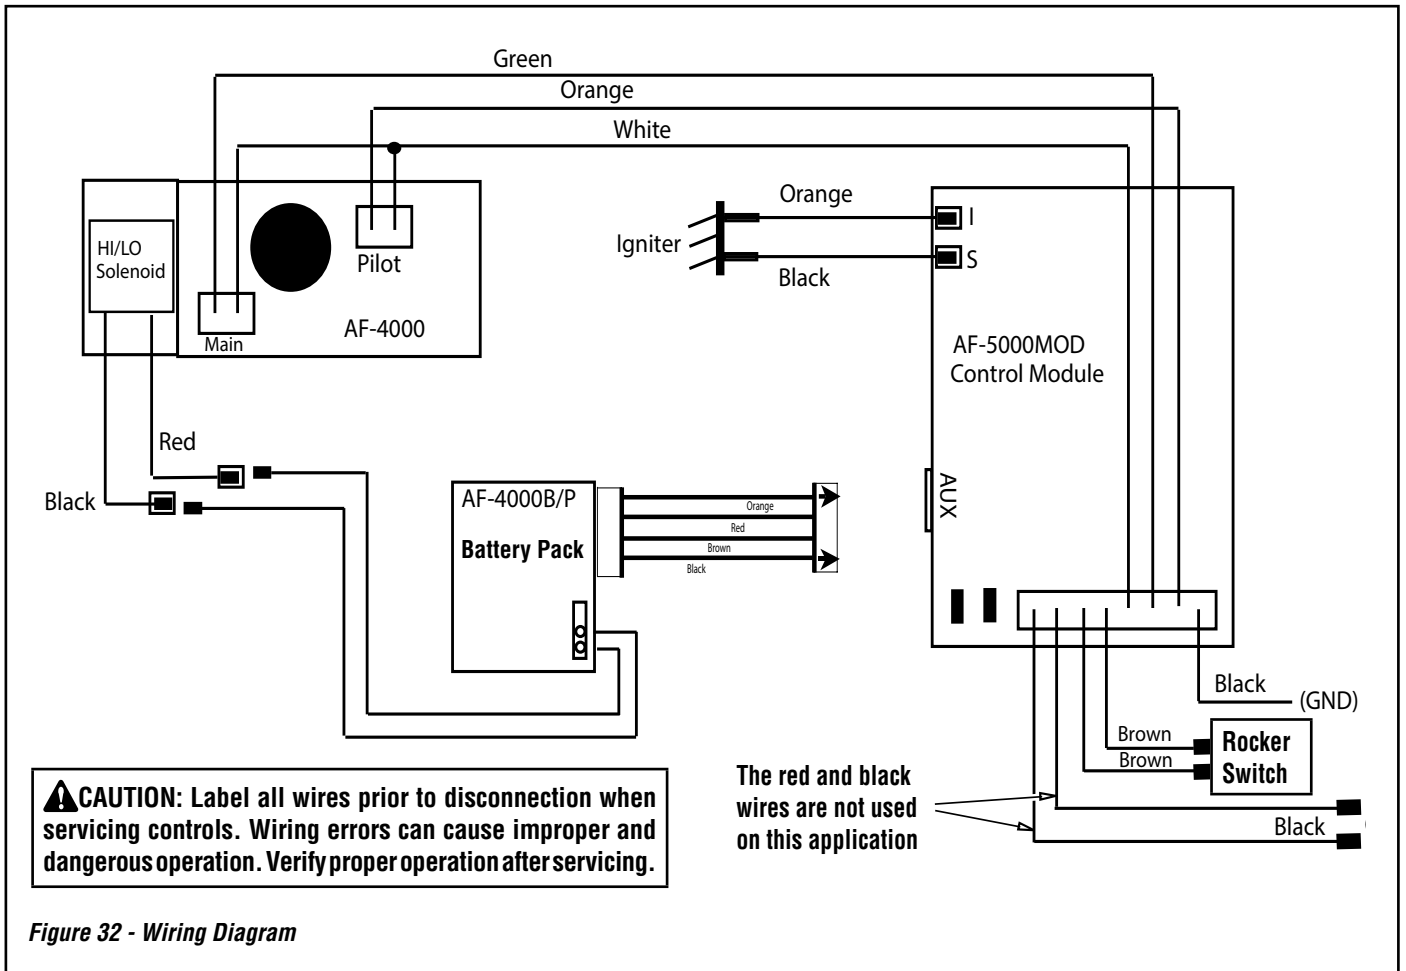 Green
Orange
White
Orange
I
Igniter
S
Black
HI/LO
Solenoid
Pilot
AF-4000
Main
AF-5000MOD
Control Module
Red
Black
AF-4000B/P
Battery Pack
Orange
Red
Brown
Black
AUX
Black
(GND)
Brown
Brown
Rocker
Switch
The red and black
wires are not used
on this application
Black
CAUTION: Label all wires prior to disconnection when
servicing controls. Wiring errors can cause improper and
dangerous operation. Verify proper operation after servicing.
Figure 32 - Wiring Diagram